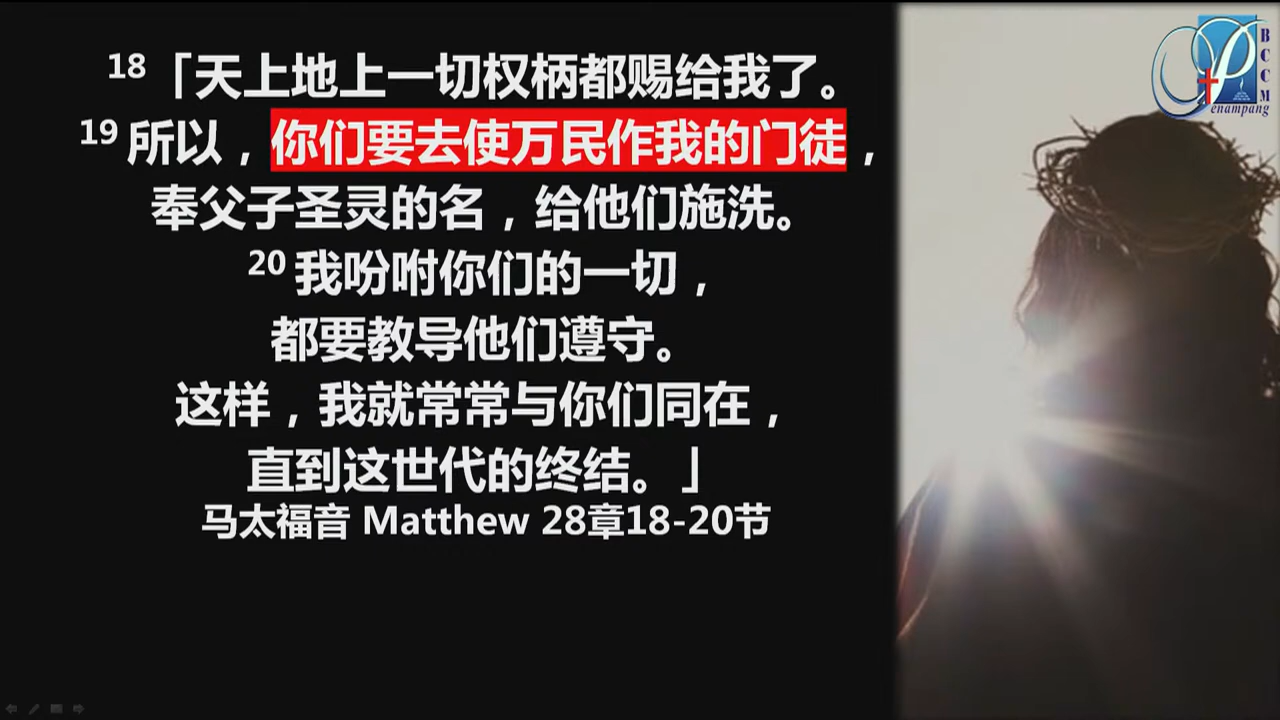 18「天上地上一切权柄都赐给我了。
19 所以，你们要去使万民作我的门徒，
奉父子圣灵的名，给他们施洗。
20 我吩咐你们的一切，
都要教导他们遵守。
这样，我就常常与你们同在，
直到这世代的终结。」
马太福音 Matthew 28章18-20节
BCCM
Penampang